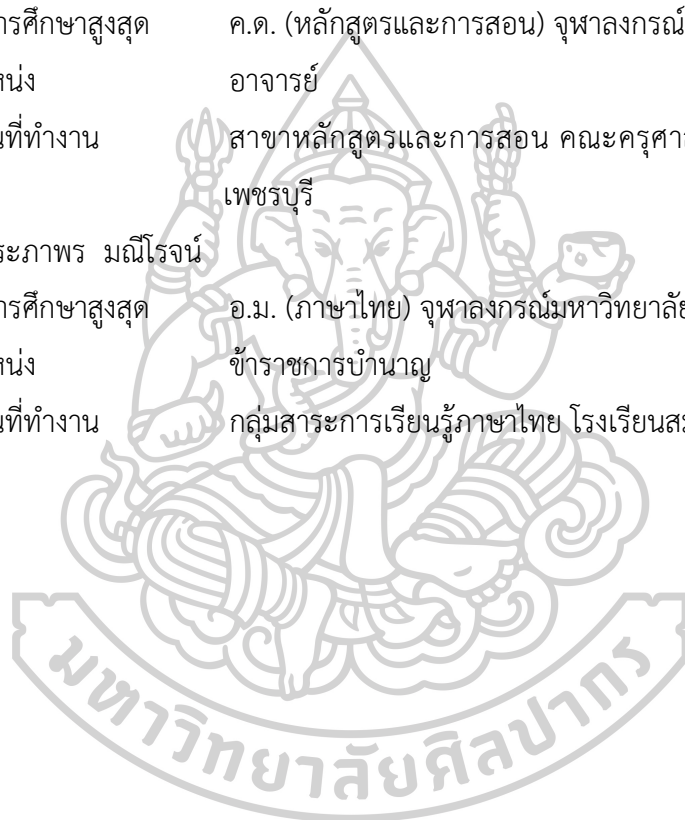 ารศึกษาสูงสุด ค.ด. (หลักสูตรและการสอน) จุฬาลงกรณ์
หน่ง อาจารย์
นที่ทำงาน สาขาหลักสูตรและการสอน คณะครุศา
เพชรบุรี
ระภาพร มณีโรจน์
ารศึกษาสูงสุด อ.ม. (ภาษาไทย) จุฬาลงกรณ์มหาวิทยาลัย
หน่ง ข้าราชการบำนาญ
นที่ทำงาน กลุ่มสาระการเรียนรู้ภาษาไทย โรงเรียนส
มหาวิทยาลัยศิลปากร